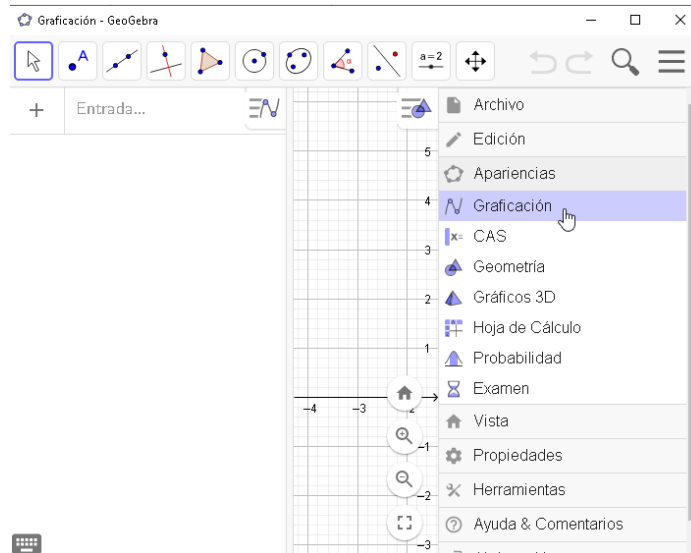 Graficación - GeoGebra
A
α
a=2
+ Entrada...
Archivo
Edición
Apariencias
Graficación
x= CAS
Geometría
Gráficos 3D
Hoja de Cálculo
Probabilidad
Examen
Vista
Propiedades
Herramientas
Ayuda & Comentarios
5
4
3
2
1
-4 -3
-1
-2
-3